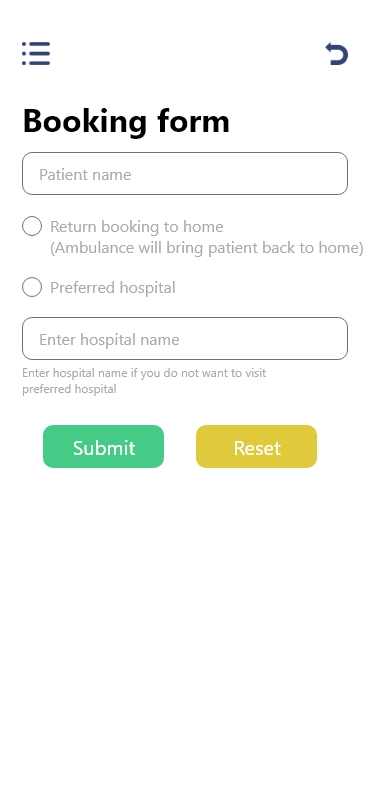 Booking form
Patient name
Return booking to home
(Ambulance will bring patient back to home)
Preferred hospital
Enter hospital name
Enter hospital name if you do not want to visit
preferred hospital
Submit
Reset